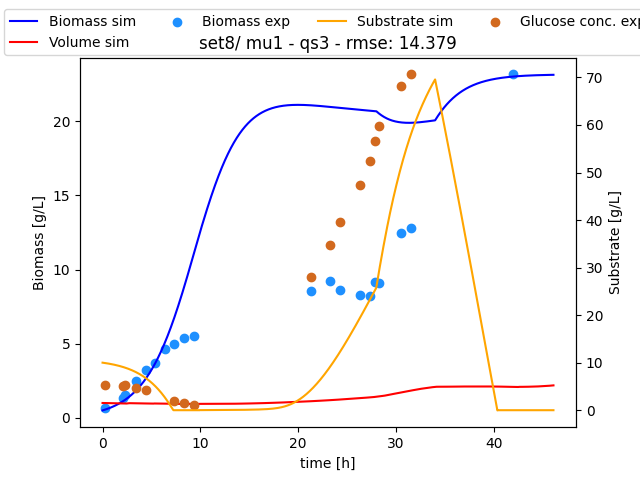 Biomass sim
Biomass exp
Substrate sim
Glucose conc. exp
Volume sim
set8/ mu1 - qs3 - rmse: 14.379
Biomass [g/L]
20
15
10
5
0
Substrate [g/L]
70
60
50
40
30
20
10
0
0 10 20 30 40
time [h]